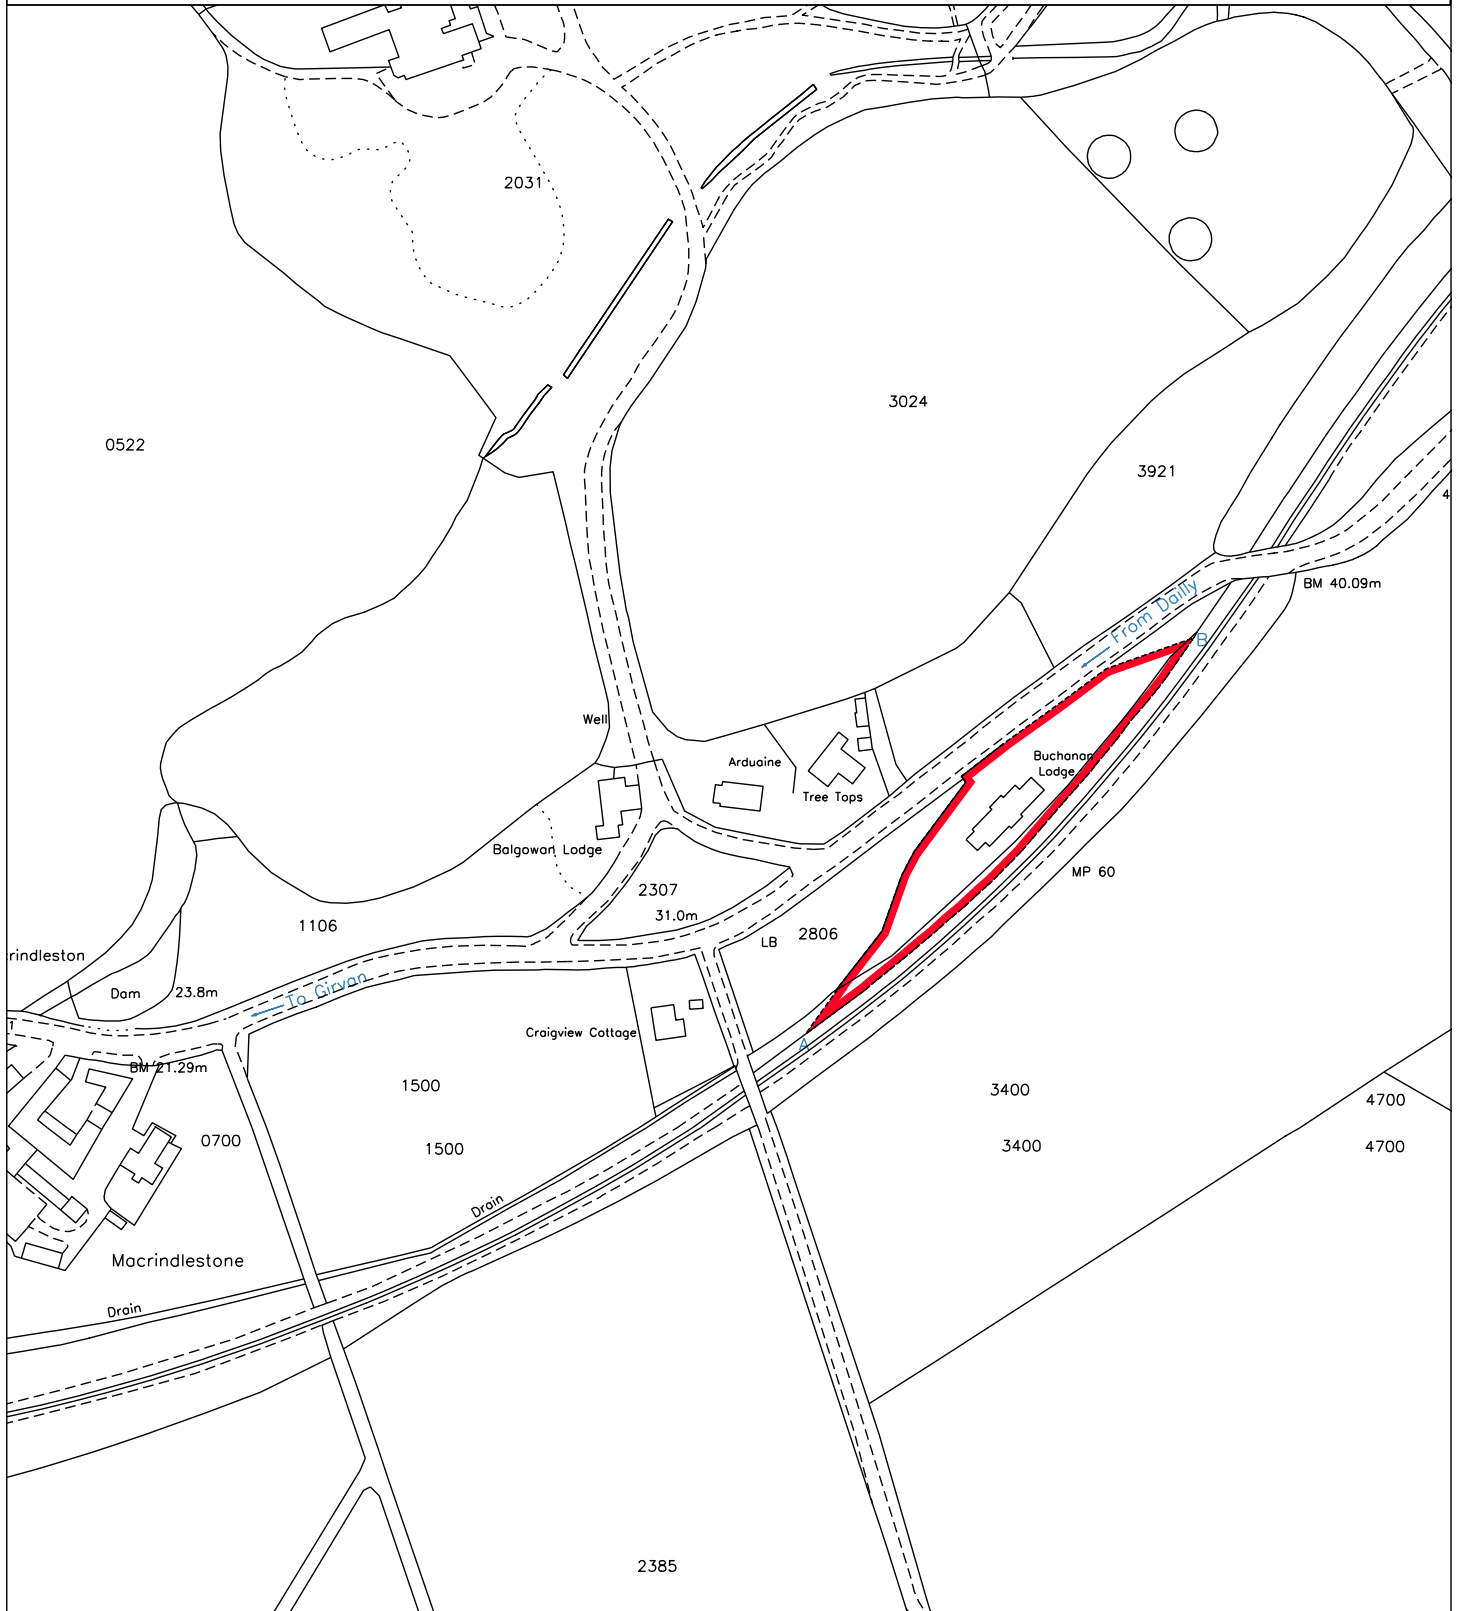 2031
3024
0522
3921
4
BM 40.09m
From Dailly
B
Well
Buchanan
Lodge
Arduaine
Tree Tops
Balgowan Lodge
MP 60
2307
31.0m
1106
LB
2806
rindleston
Dam
23.8m
To Girvan
1
Craigview Cottage
A
BM 21.29m
1500
3400
4700
0700
1500
3400
4700
Drain
Macrindlestone
Drain
2385